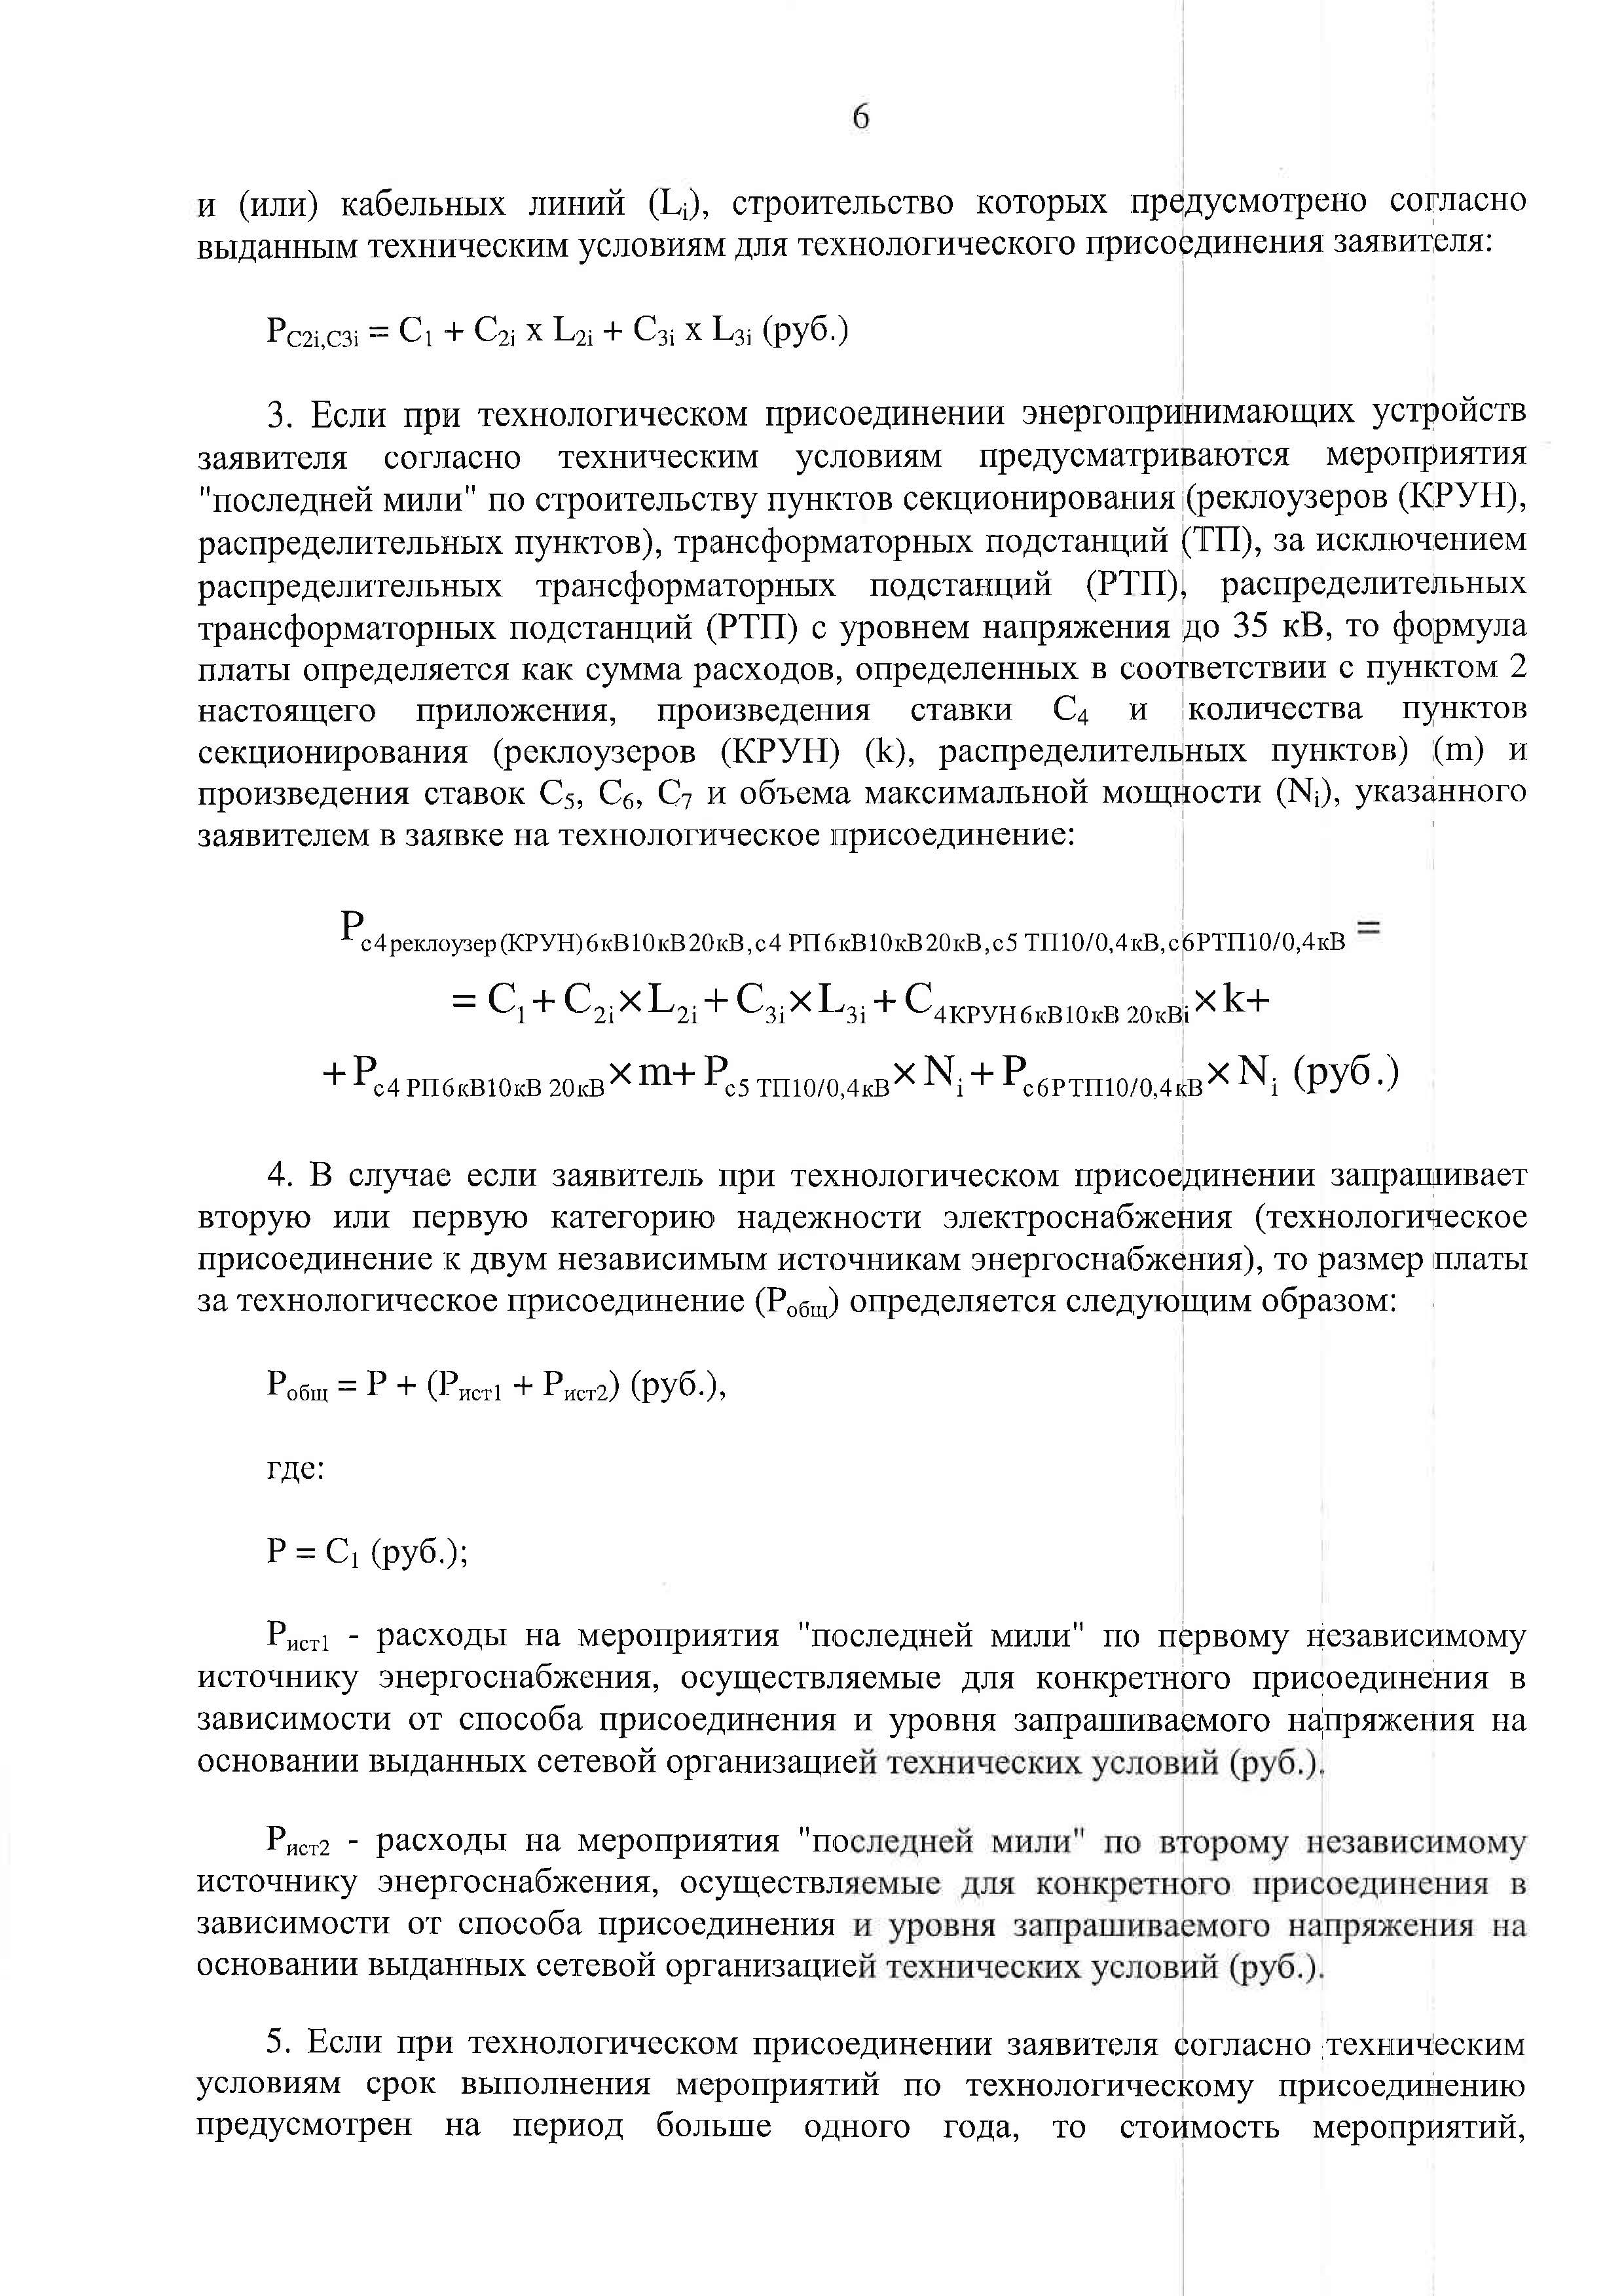 6
и (или) кабельных линий (Li), строительство которых предусмотрено согласно
выданным техническим условиям для технологического присоединения заявителя:
PC2i,C3i = C1 + C2i x L2i + C3i x L3i (руб.)
3. Если при технологическом присоединении энергопринимающих устройств
заявителя согласно техническим условиям предусматриваются мероприятия
"последней мили" по строительству пунктов секционирования (реклоузеров (КРУН),
распределительных пунктов), трансформаторных подстанций (ТП), за исключением
распределительных трансформаторных подстанций (РТП), распределительных
трансформаторных подстанций (РТП) с уровнем напряжения до 35 кВ, то формула
платы определяется как сумма расходов, определенных в соответствии с пунктом 2
настоящего приложения, произведения ставки C4 и количества пунктов
секционирования (реклоузеров (КРУН) (k), распределительных пунктов) (m) и
произведения ставок C5, C6, C7 и объема максимальной мощности (Ni), указанного
заявителем в заявке на технологическое присоединение:
Pс4реклоузер(КРУН)6кВ10кВ20кВ,с4 РП6кВ10кВ20кВ,с5 ТП10/0,4кВ,с6РТП10/0,4кВ =
= C1+C2i×L2i+C3i×L3i+C4КРУН6кВ10кВ 20кВi×k+
+Pс4 РП6кВ10кВ 20кВ×m+Pс5 ТП10/0,4кВ×Ni+Pс6РТП10/0,4кВ×Ni (руб.)
4. В случае если заявитель при технологическом присоединении запрашивает
вторую или первую категорию надежности электроснабжения (технологическое
присоединение к двум независимым источникам энергоснабжения), то размер платы
за технологическое присоединение (Робщ) определяется следующим образом:
Робщ = Р + (Рист1 + Рист2) (руб.),
где:
Р = С1 (руб.);
Рист1 - расходы на мероприятия "последней мили" по первому независимому
источнику энергоснабжения, осуществляемые для конкретного присоединения в
зависимости от способа присоединения и уровня запрашиваемого напряжения на
основании выданных сетевой организацией технических условий (руб.).
Рист2 - расходы на мероприятия "последней мили" по второму независимому
источнику энергоснабжения, осуществляемые для конкретного присоединения в
зависимости от способа присоединения и уровня запрашиваемого напряжения на
основании выданных сетевой организацией технических условий (руб.).
5. Если при технологическом присоединении заявителя согласно техническим
условиям срок выполнения мероприятий по технологическому присоединению
предусмотрен на период больше одного года, то стоимость мероприятий,